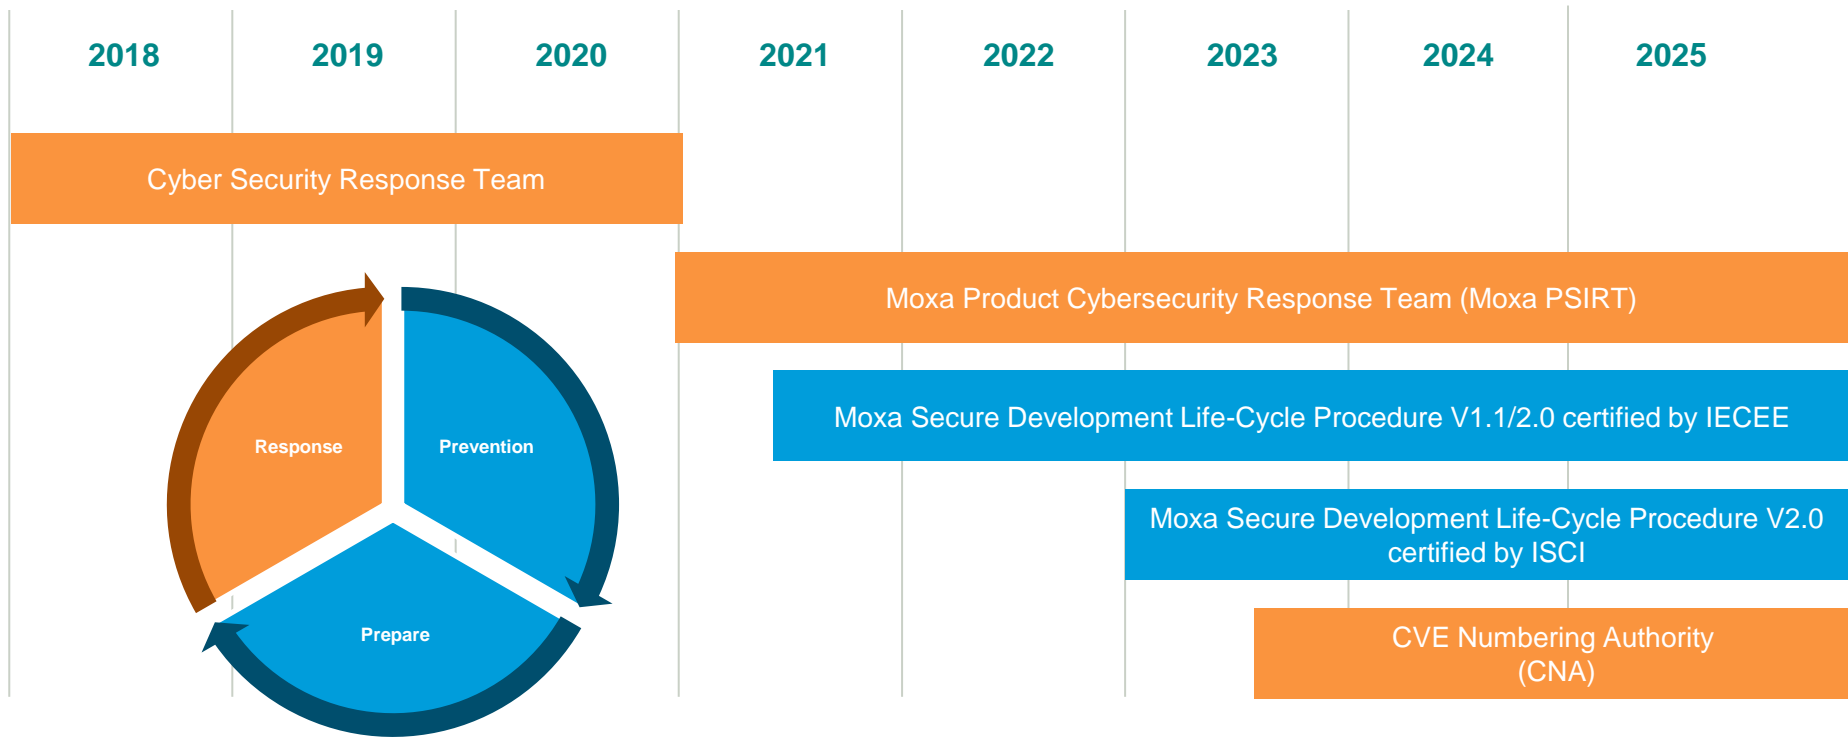 2018 2019 2020 2021 2022 2023 2024 2025
Cyber Security Response Team
Moxa Product Cybersecurity Response Team (Moxa PSIRT)
Moxa Secure Development Life-Cycle Procedure V1.1/2.0 certified by IECEE
Moxa Secure Development Life-Cycle Procedure V2.0
certified by ISCI
CVE Numbering Authority
(CNA)
Response
Prevention
Prepare